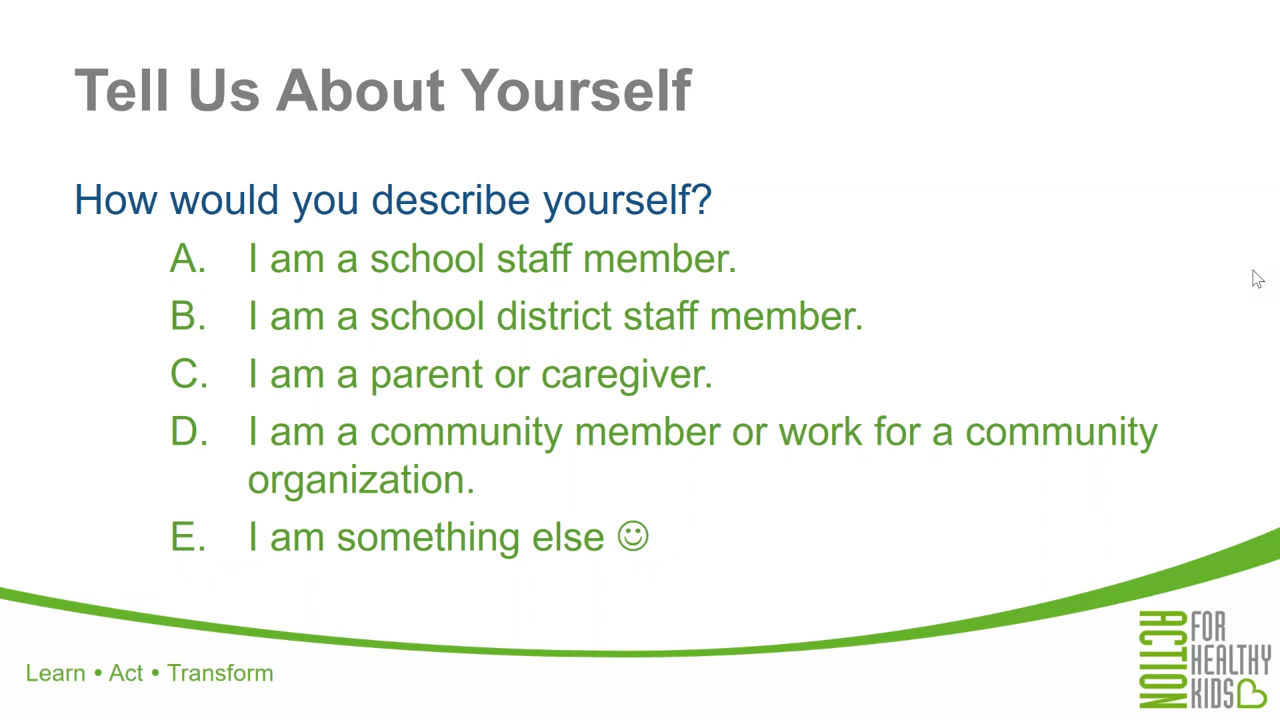 Tell Us About Yourself
How would you describe yourself?
A. I am a school staff member.
B. I am a school district staff member.
C. I am a parent or caregiver.
D. I am a community member or work for a community
organization.
E. I am something else ☺
Learn • Act • Transform
ACTION
FOR
HEALTHY
KIDS